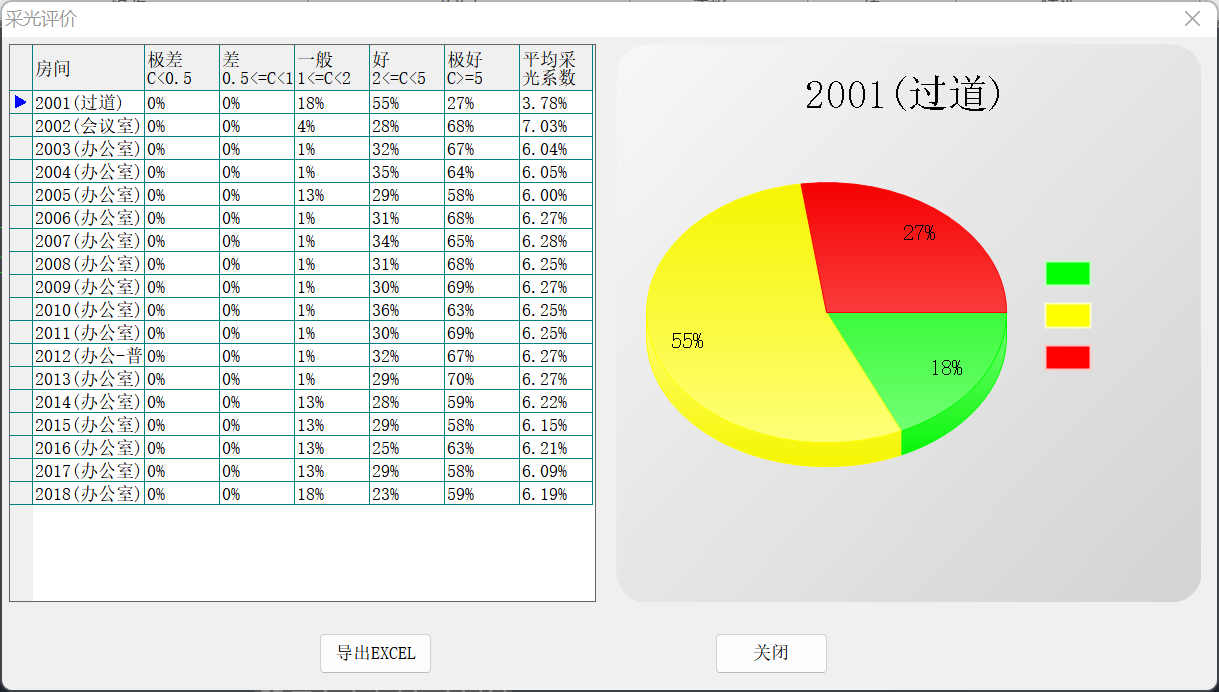 采光评价
房间 极差 C<0.5 差 0.5<=C<1 一般 1<=C<2 好 2<=C<5 极好 C>=5 平均采光系数
2001(过道) 0% 0% 18% 55% 27% 3.78%
2002(会议室) 0% 0% 4% 28% 68% 7.03%
2003(办公室) 0% 0% 1% 32% 67% 6.04%
2004(办公室) 0% 0% 1% 35% 64% 6.05%
2005(办公室) 0% 0% 13% 29% 58% 6.00%
2006(办公室) 0% 0% 1% 31% 68% 6.27%
2007(办公室) 0% 0% 1% 34% 65% 6.28%
2008(办公室) 0% 0% 1% 31% 68% 6.25%
2009(办公室) 0% 0% 1% 30% 69% 6.27%
2010(办公室) 0% 0% 1% 36% 63% 6.25%
2011(办公室) 0% 0% 1% 30% 69% 6.25%
2012(办公-普 0% 0% 1% 32% 67% 6.27%
2013(办公室) 0% 0% 1% 29% 70% 6.27%
2014(办公室) 0% 0% 13% 28% 59% 6.22%
2015(办公室) 0% 0% 13% 29% 58% 6.15%
2016(办公室) 0% 0% 13% 25% 63% 6.21%
2017(办公室) 0% 0% 13% 29% 58% 6.09%
2018(办公室) 0% 0% 18% 23% 59% 6.19%
2001(过道)
27%
55%
18%
导出EXCEL
关闭